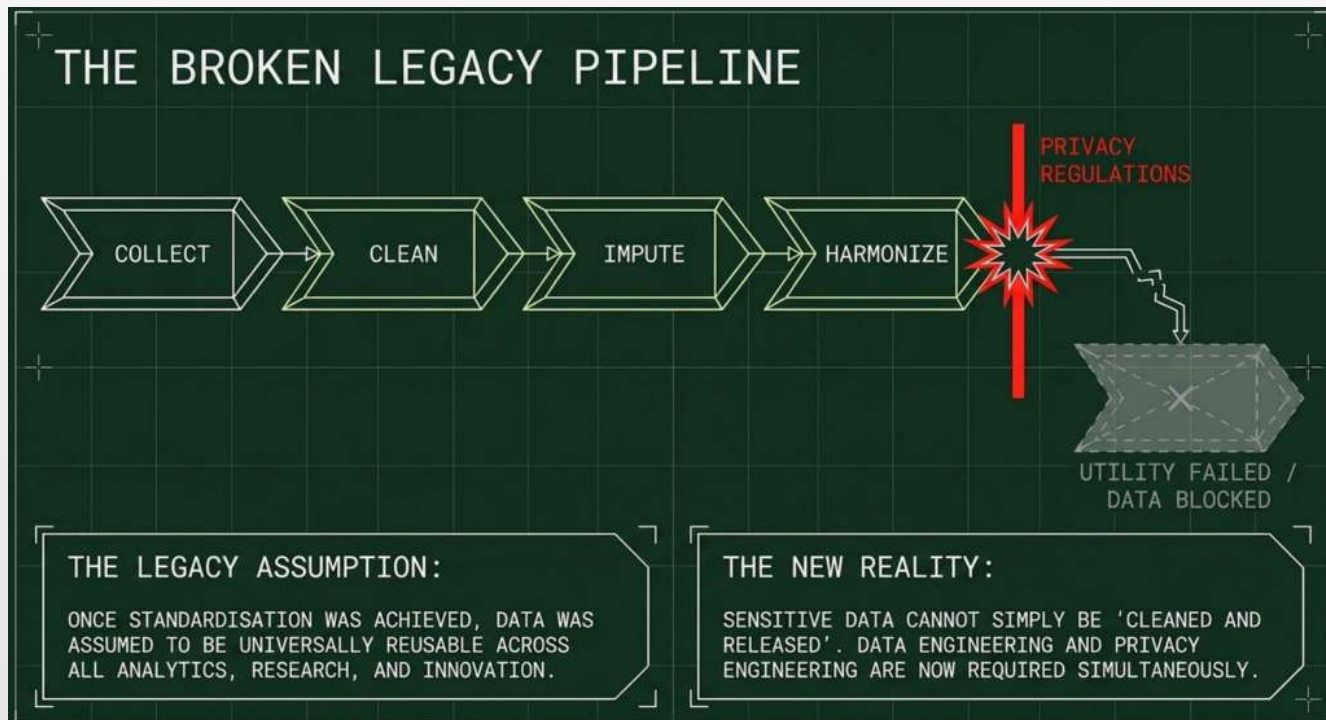 THE BROKEN LEGACY PIPELINE
PRIVACY
REGULATIONS
COLLECT
CLEAN
IMPUTE
HARMONIZE
UTILITY FAILED /
DATA BLOCKED
THE LEGACY ASSUMPTION:
ONCE STANDARDISATION WAS ACHIEVED, DATA WAS
ASSUMED TO BE UNIVERSALLY REUSABLE ACROSS
ALL ANALYTICS, RESEARCH, AND INNOVATION.
THE NEW REALITY:
SENSITIVE DATA CANNOT SIMPLY BE ‘CLEANED AND
RELEASED’. DATA ENGINEERING AND PRIVACY
ENGINEERING ARE NOW REQUIRED SIMULTANEOUSLY.